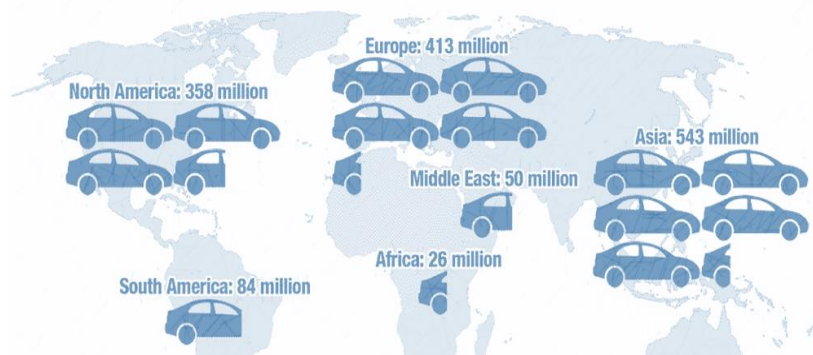 Europe: 413 million
North America: 358 million
Asia: 543 million
Middle East: 50 million
Africa: 26 million
South America: 84 million